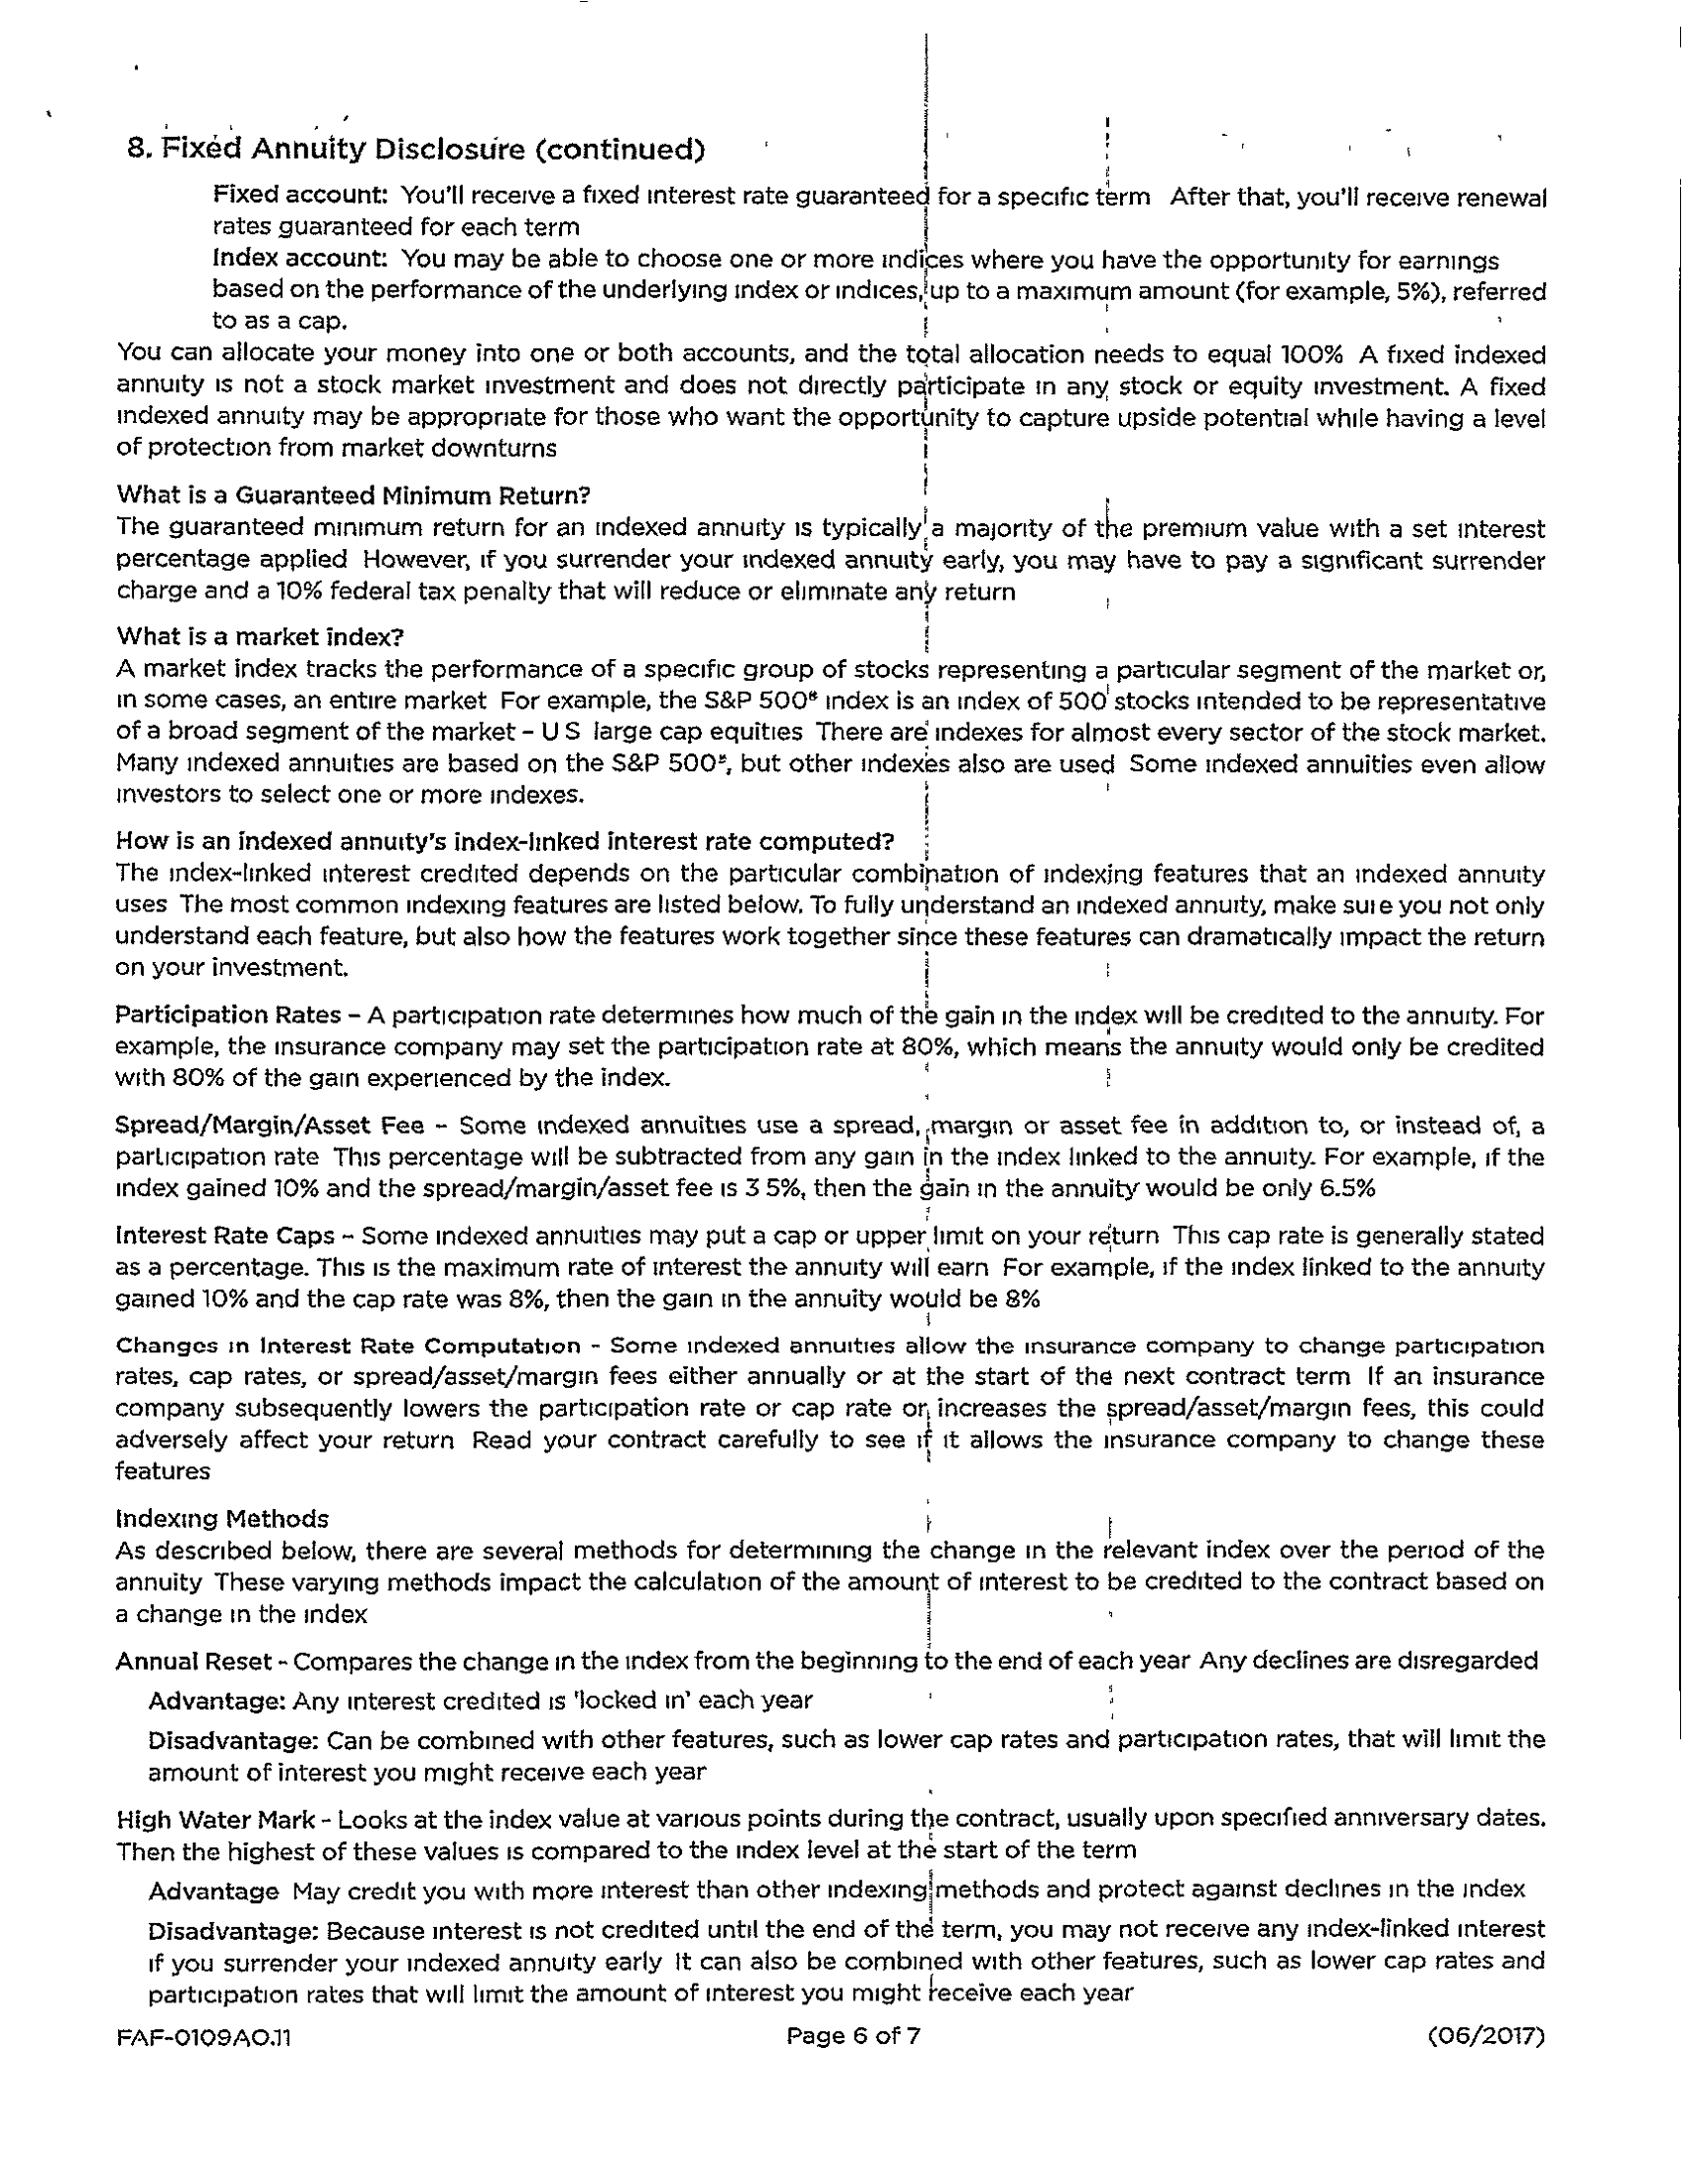 8. Fixed Annuity Disclosure (continued)
Fixed account: You'll receive a fixed interest rate guaranteed for a specific term After that, you'll receive renewal
rates guaranteed for each term
Index account: You may be able to choose one or more indices where you have the opportunity for earnings
based on the performance of the underlying index or indices, up to a maximum amount (for example, 5%), referred
to as a cap.
You can allocate your money into one or both accounts, and the total allocation needs to equal 100% A fixed indexed
annuity is not a stock market investment and does not directly participate in any stock or equity investment. A fixed
indexed annuity may be appropriate for those who want the opportunity to capture upside potential while having a level
of protection from market downturns
What is a Guaranteed Minimum Return?
The guaranteed minimum return for an indexed annuity is typically a majority of the premium value with a set interest
percentage applied However, if you surrender your indexed annuity early, you may have to pay a significant surrender
charge and a 10% federal tax penalty that will reduce or eliminate any return
What is a market index?
A market index tracks the performance of a specific group of stocks representing a particular segment of the market or,
in some cases, an entire market For example, the S&P 500® index is an index of 500 stocks intended to be representative
of a broad segment of the market – U S large cap equities There are indexes for almost every sector of the stock market.
Many indexed annuities are based on the S&P 500®, but other indexes also are used Some indexed annuities even allow
investors to select one or more indexes.
How is an indexed annuity's index-linked interest rate computed?
The index-linked interest credited depends on the particular combination of indexing features that an indexed annuity
uses The most common indexing features are listed below. To fully understand an indexed annuity, make sure you not only
understand each feature, but also how the features work together since these features can dramatically impact the return
on your investment.
Participation Rates – A participation rate determines how much of the gain in the index will be credited to the annuity. For
example, the insurance company may set the participation rate at 80%, which means the annuity would only be credited
with 80% of the gain experienced by the index.
Spread/Margin/Asset Fee – Some indexed annuities use a spread, margin or asset fee in addition to, or instead of, a
participation rate This percentage will be subtracted from any gain in the index linked to the annuity. For example, if the
index gained 10% and the spread/margin/asset fee is 3 5%, then the gain in the annuity would be only 6.5%
Interest Rate Caps – Some indexed annuities may put a cap or upper limit on your return This cap rate is generally stated
as a percentage. This is the maximum rate of interest the annuity will earn For example, if the index linked to the annuity
gained 10% and the cap rate was 8%, then the gain in the annuity would be 8%
Changes in Interest Rate Computation – Some indexed annuities allow the insurance company to change participation
rates, cap rates, or spread/asset/margin fees either annually or at the start of the next contract term If an insurance
company subsequently lowers the participation rate or cap rate or increases the spread/asset/margin fees, this could
adversely affect your return Read your contract carefully to see if it allows the insurance company to change these
features
Indexing Methods
As described below, there are several methods for determining the change in the relevant index over the period of the
annuity These varying methods impact the calculation of the amount of interest to be credited to the contract based on
a change in the index
Annual Reset - Compares the change in the index from the beginning to the end of each year Any declines are disregarded
Advantage: Any interest credited is 'locked in' each year
Disadvantage: Can be combined with other features, such as lower cap rates and participation rates, that will limit the
amount of interest you might receive each year
High Water Mark - Looks at the index value at various points during the contract, usually upon specified anniversary dates.
Then the highest of these values is compared to the index level at the start of the term
Advantage May credit you with more interest than other indexing methods and protect against declines in the index
Disadvantage: Because interest is not credited until the end of the term, you may not receive any index-linked interest
if you surrender your indexed annuity early It can also be combined with other features, such as lower cap rates and
participation rates that will limit the amount of interest you might receive each year
FAF-0109AO.11
Page 6 of 7
(06/2017)